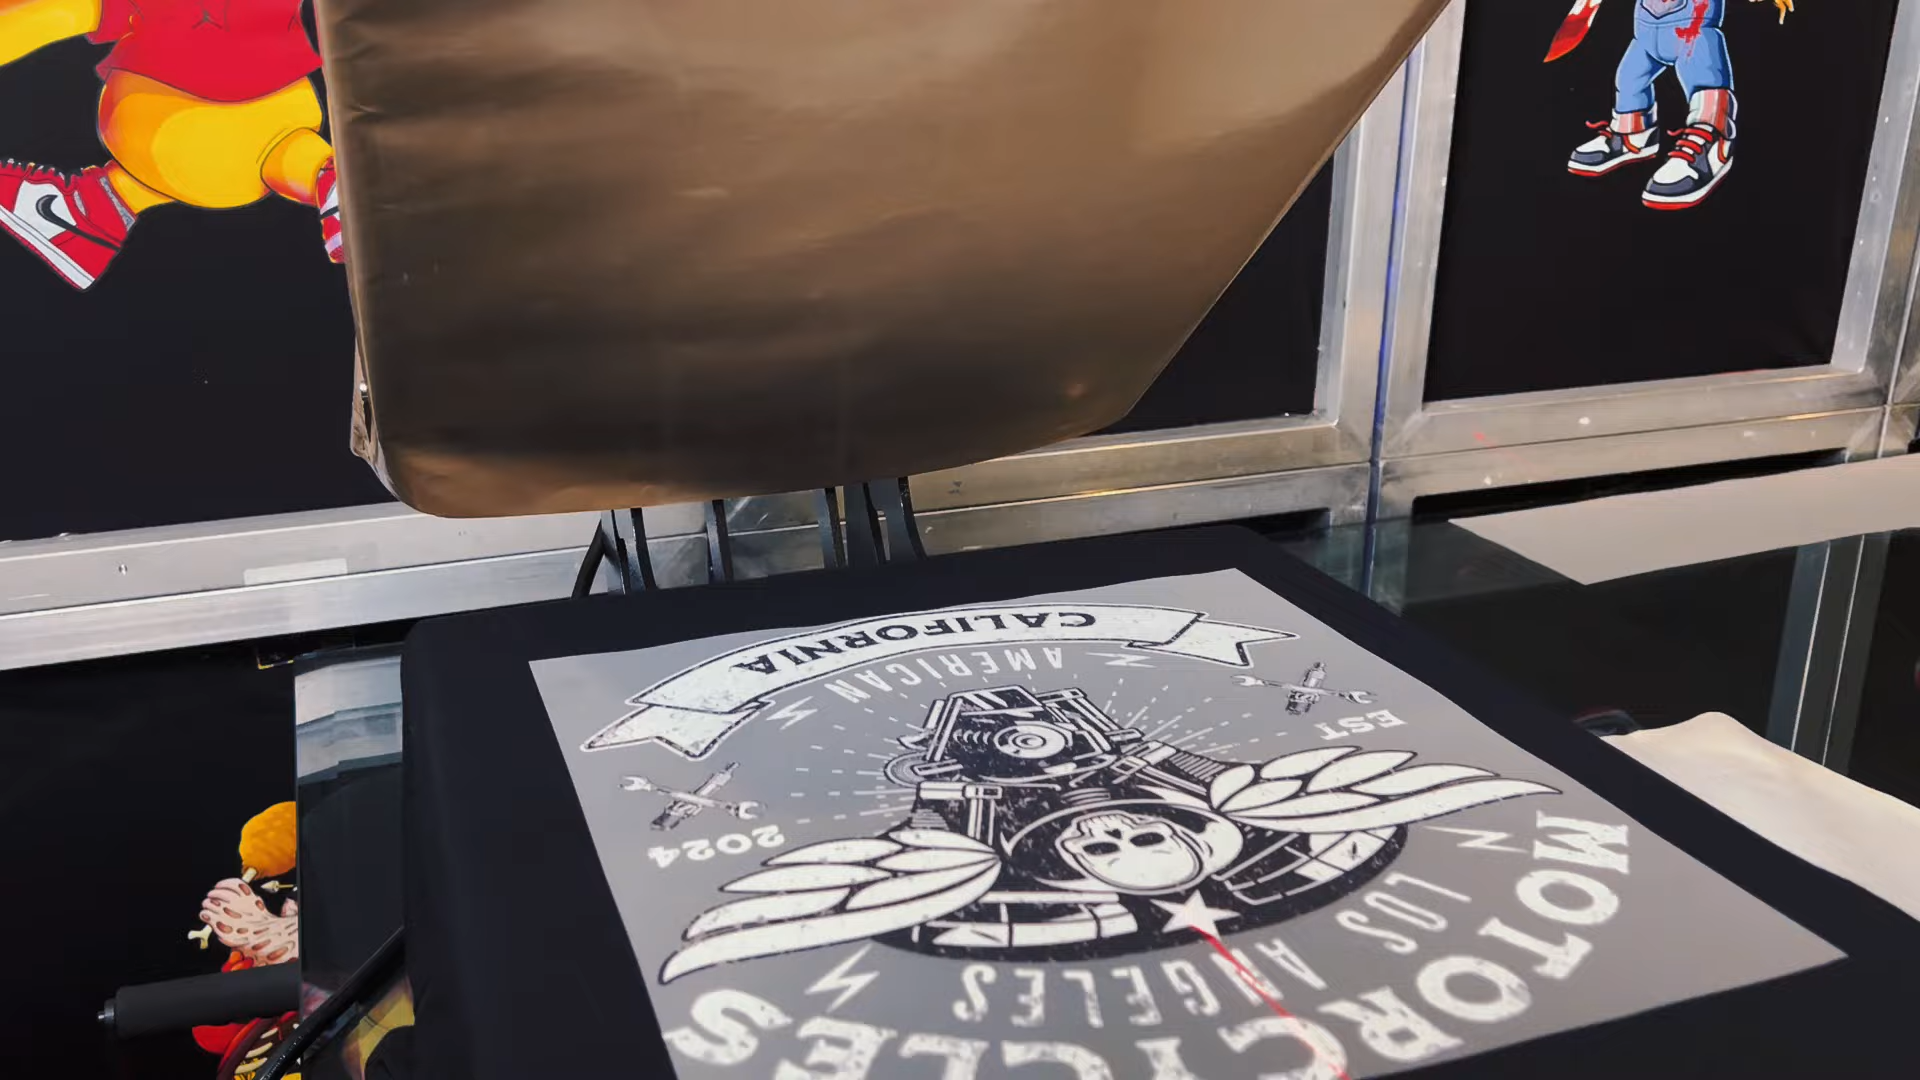 MOTORCYCLES
LOS ANGELES
EST
2024
AMERICAN
CALIFORNIA